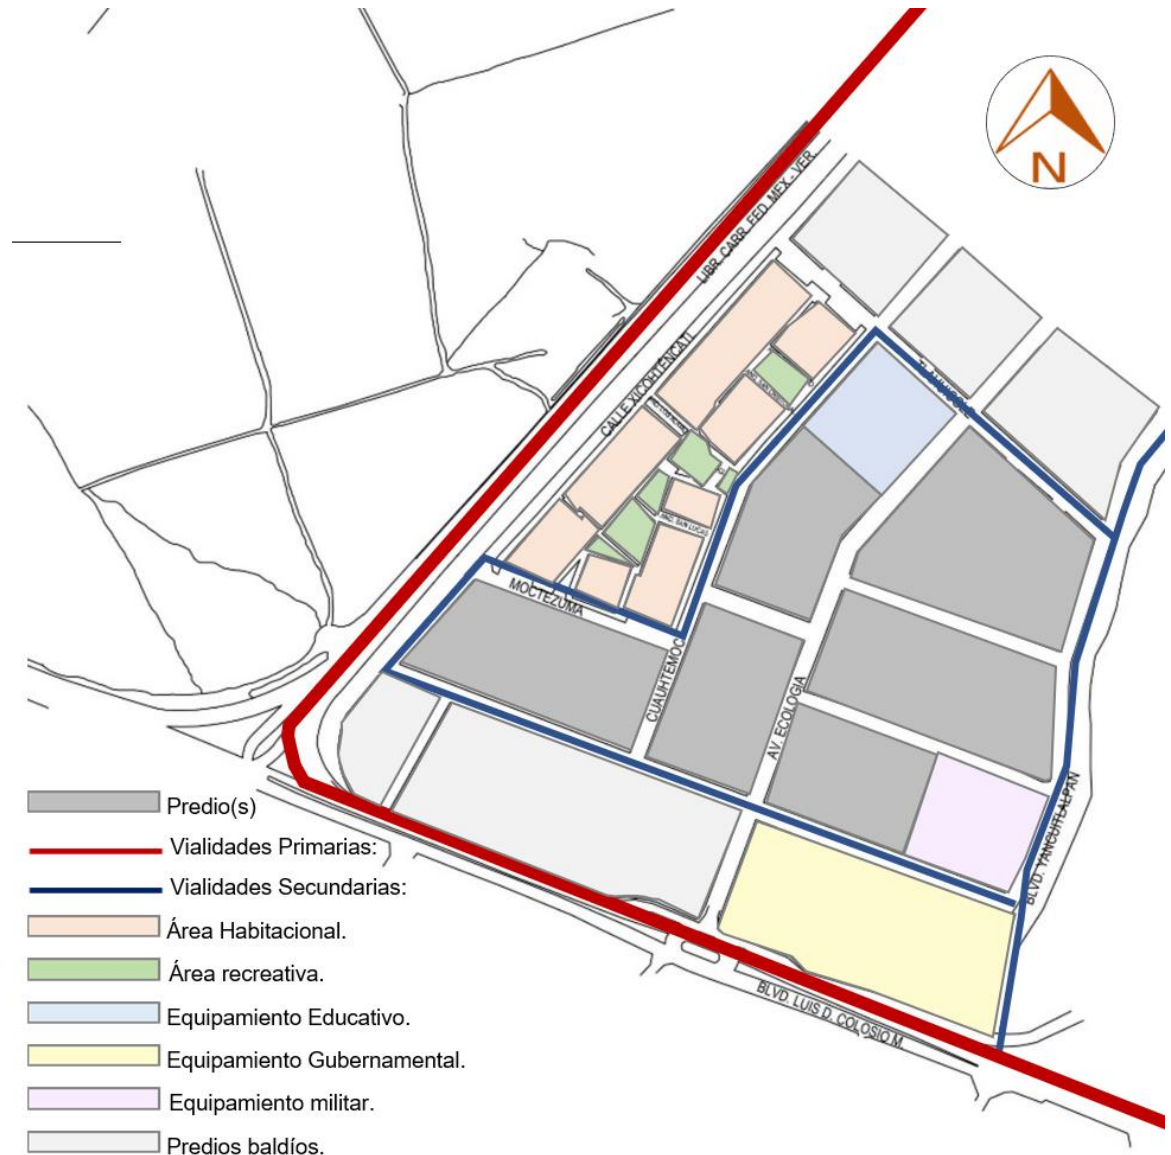 N
LIBR. CARR. FED. MEX.- VER.
CALLE XICOHTENCATL
TLAHUICOLE
MOCTEZUMA
CUAUHTEMOC
AV. ECOLOGIA
BLVD. YANCUITLALPAN
BLVD. LUIS D. COLOSIO M.
Predio(s)
Vialidades Primarias:
Vialidades Secundarias:
Área Habitacional.
Área recreativa.
Equipamiento Educativo.
Equipamiento Gubernamental.
Equipamiento militar.
Predios baldíos.